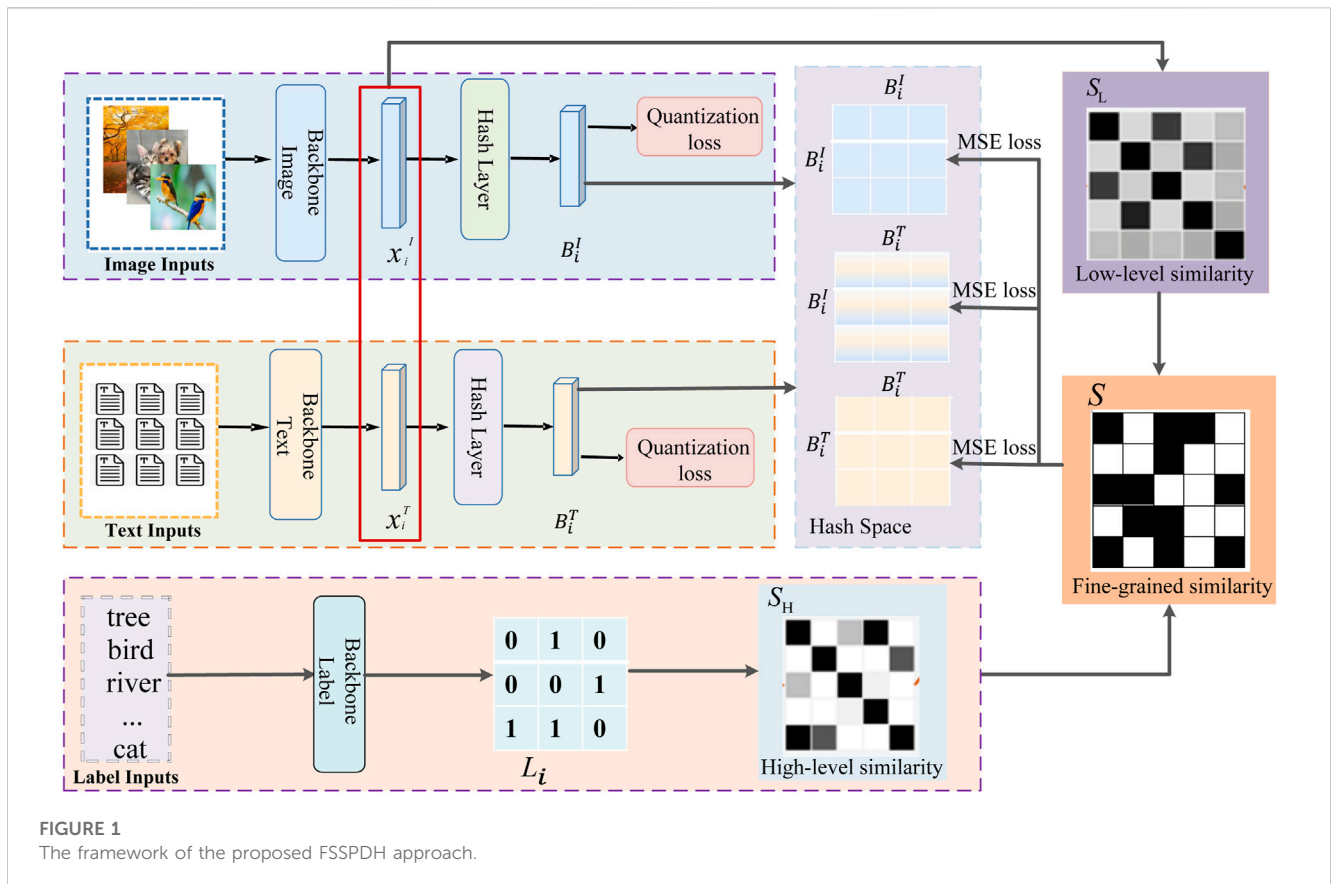 Backbone
Image
x_i^I
Hash Layer
B_i^I
Quantization
loss
Image Inputs
Backbone
Text
x_i^T
Hash Layer
B_i^T
Quantization
loss
Text Inputs
B_i^I
B_i^I
MSE loss
B_i^T
B_i^I
MSE loss
B_i^T
B_i^T
MSE loss
Hash Space
S_L
Low-level similarity
S
Fine-grained similarity
tree
bird
river
...
cat
Label Inputs
Backbone
Label
0 1 0
0 0 1
1 1 0
L_i
S_H
High-level similarity
FIGURE 1
The framework of the proposed FSSPDH approach.